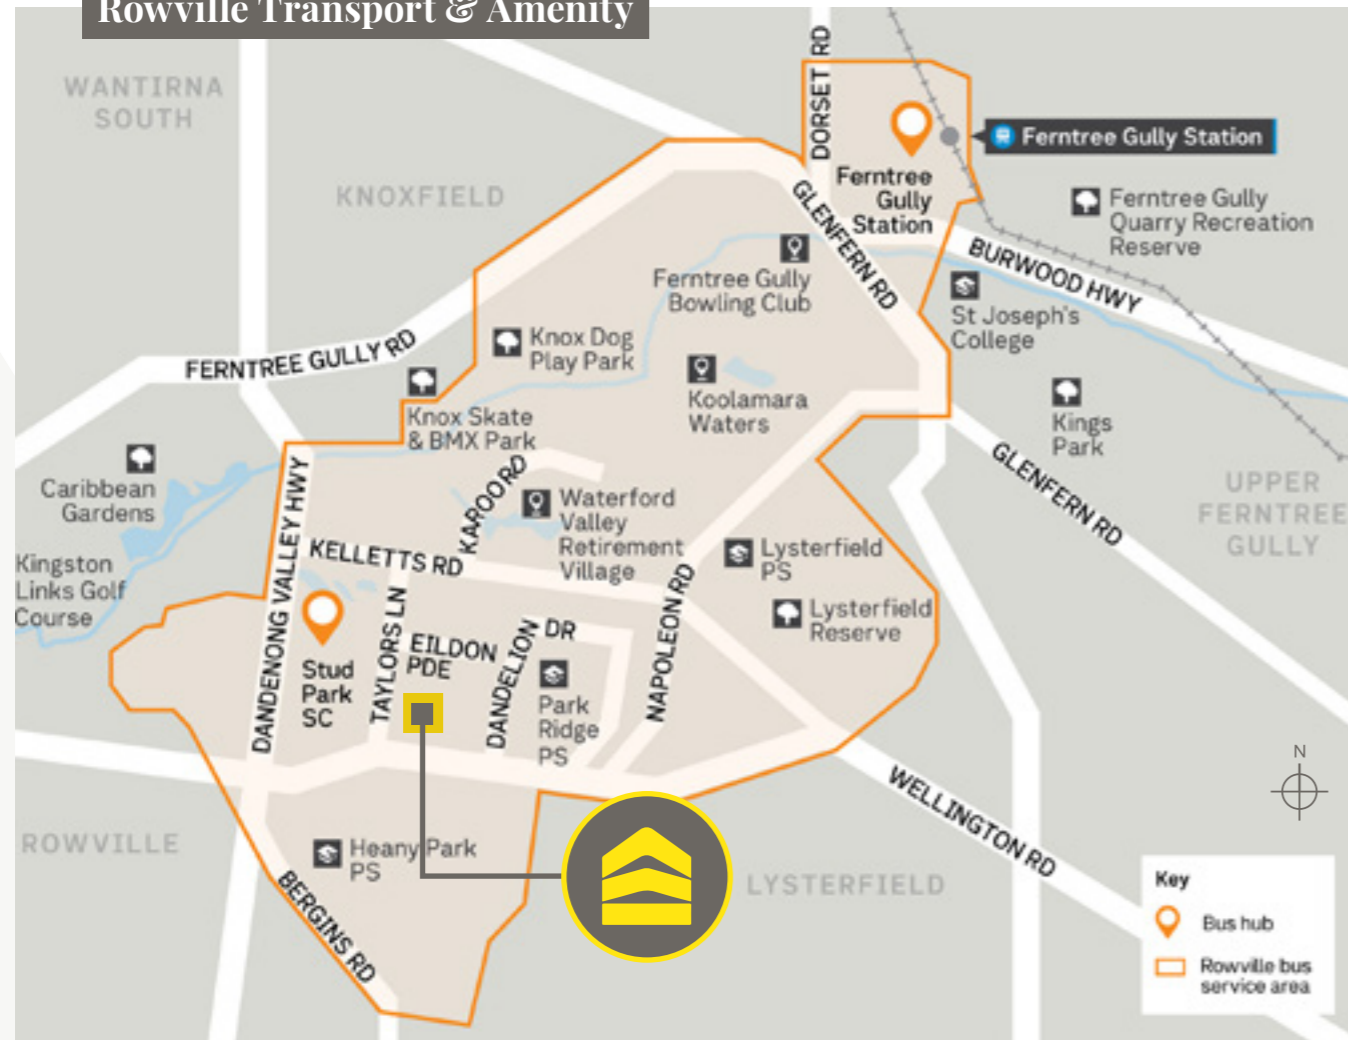 Rowville Transport & Amenity
WANTIRNA
SOUTH
KNOXFIELD
DORSET RD
Ferntree Gully Station
Ferntree
Gully
Station
Ferntree Gully
Quarry Recreation
Reserve
GLENFERN RD
BURWOOD HWY
Ferntree Gully
Bowling Club
St Joseph's
College
FERNTREE GULLY RD
Knox Dog
Play Park
Koolamara
Waters
Knox Skate
& BMX Park
Kings
Park
GLENFERN RD
UPPER
FERNTREE
GULLY
Caribbean
Gardens
DANDENONG VALLEY HWY
KAROO RD
Waterford
Valley
Retirement
Village
KELLETTS RD
Kingston
Links Golf
Course
Lysterfield
PS
Lysterfield
Reserve
NAPOLEON RD
TAYLORS LN
EILDON
PDE
DANDELION DR
Stud
Park
SC
Park
Ridge
PS
N
WELLINGTON RD
ROWVILLE
Heany Park
PS
BERGINS RD
LYSTERFIELD
Key
Bus hub
Rowville bus
service area